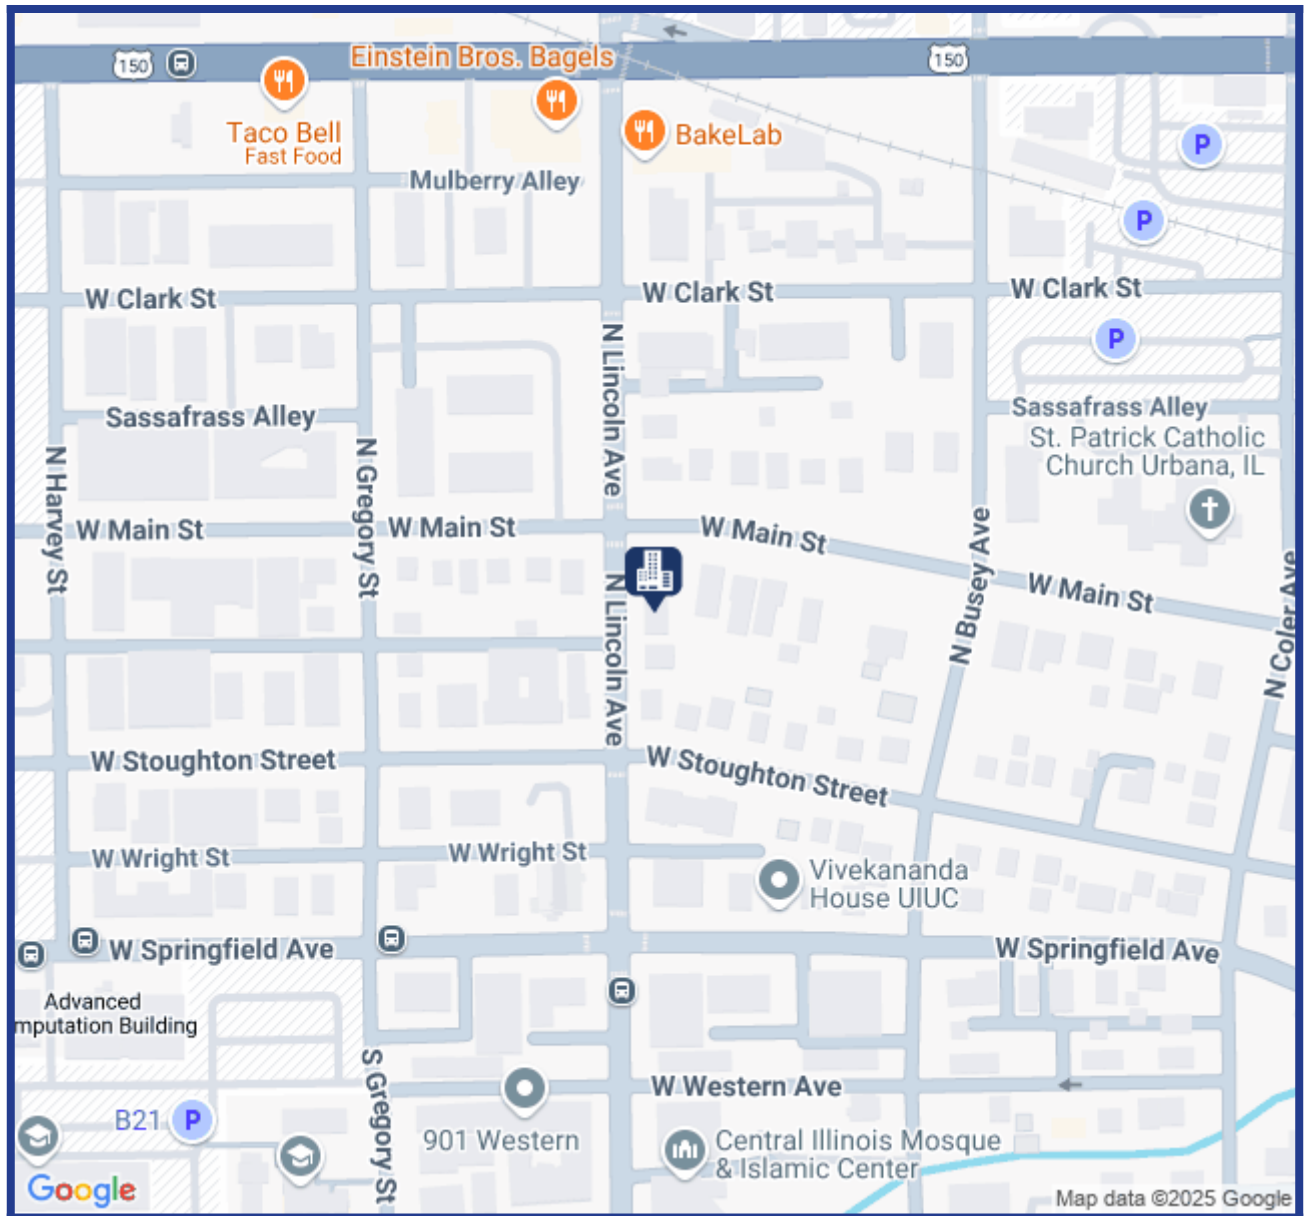 150
150
Einstein Bros. Bagels
Taco Bell
Fast Food
BakeLab
P
Mulberry Alley
P
W Clark St
W Clark St
W Clark St
P
N Lincoln Ave
Sassafrass Alley
Sassafrass Alley
St. Patrick Catholic
Church Urbana, IL
N Harvey St
N Gregory St
W Main St
W Main St
W Main St
N Busey Ave
W Main St
N Coler Ave
N Lincoln Ave
W Stoughton Street
W Stoughton Street
W Wright St
W Wright St
Vivekananda
House UIUC
W Springfield Ave
W Springfield Ave
Advanced
mputation Building
S Gregory St
W Western Ave
B21 P
901 Western
Central Illinois Mosque
& Islamic Center
Google
Map data ©2025 Google